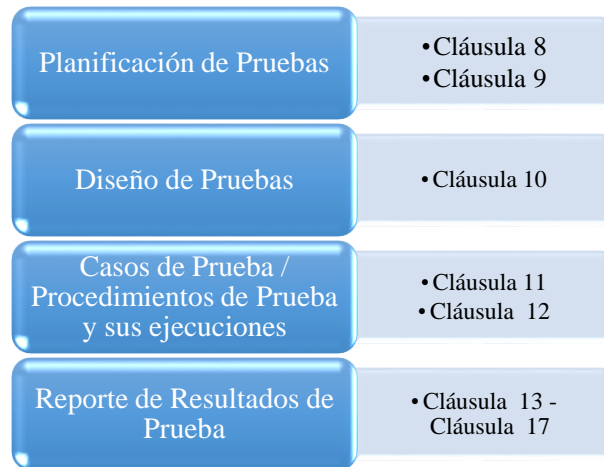 Planificación de Pruebas
•Cláusula 8
•Cláusula 9
Diseño de Pruebas
•Cláusula 10
Casos de Prueba /
Procedimientos de Prueba
y sus ejecuciones
•Cláusula 11
•Cláusula 12
Reporte de Resultados de
Prueba
•Cláusula 13 -
Cláusula 17